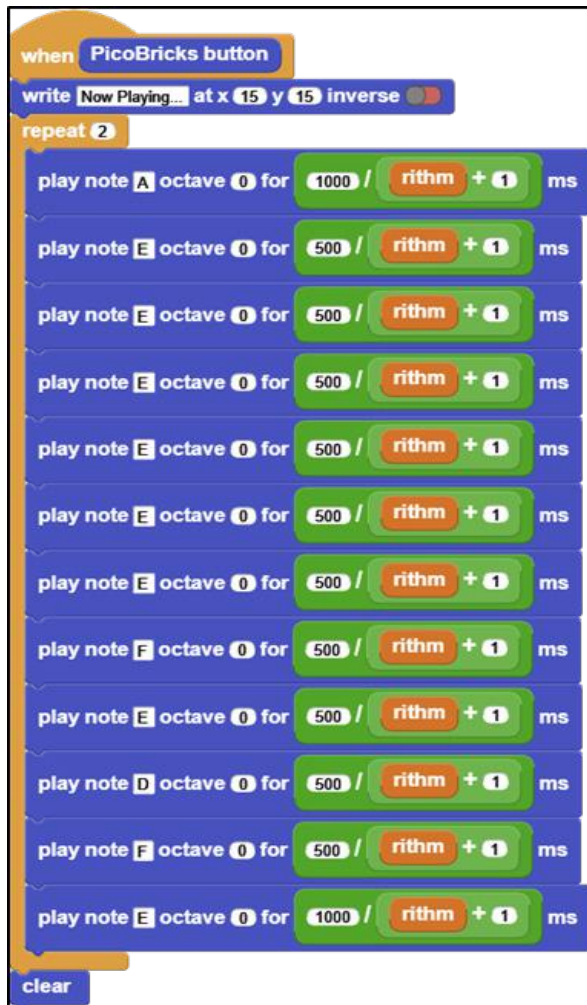 when PicoBricks button
write Now Playing... at x 15 y 15 inverse
repeat 2
play note A octave 0 for 1000 / rithm + 1 ms
play note E octave 0 for 500 / rithm + 1 ms
play note E octave 0 for 500 / rithm + 1 ms
play note E octave 0 for 500 / rithm + 1 ms
play note E octave 0 for 500 / rithm + 1 ms
play note E octave 0 for 500 / rithm + 1 ms
play note E octave 0 for 500 / rithm + 1 ms
play note F octave 0 for 500 / rithm + 1 ms
play note E octave 0 for 500 / rithm + 1 ms
play note D octave 0 for 500 / rithm + 1 ms
play note F octave 0 for 500 / rithm + 1 ms
play note E octave 0 for 1000 / rithm + 1 ms
clear